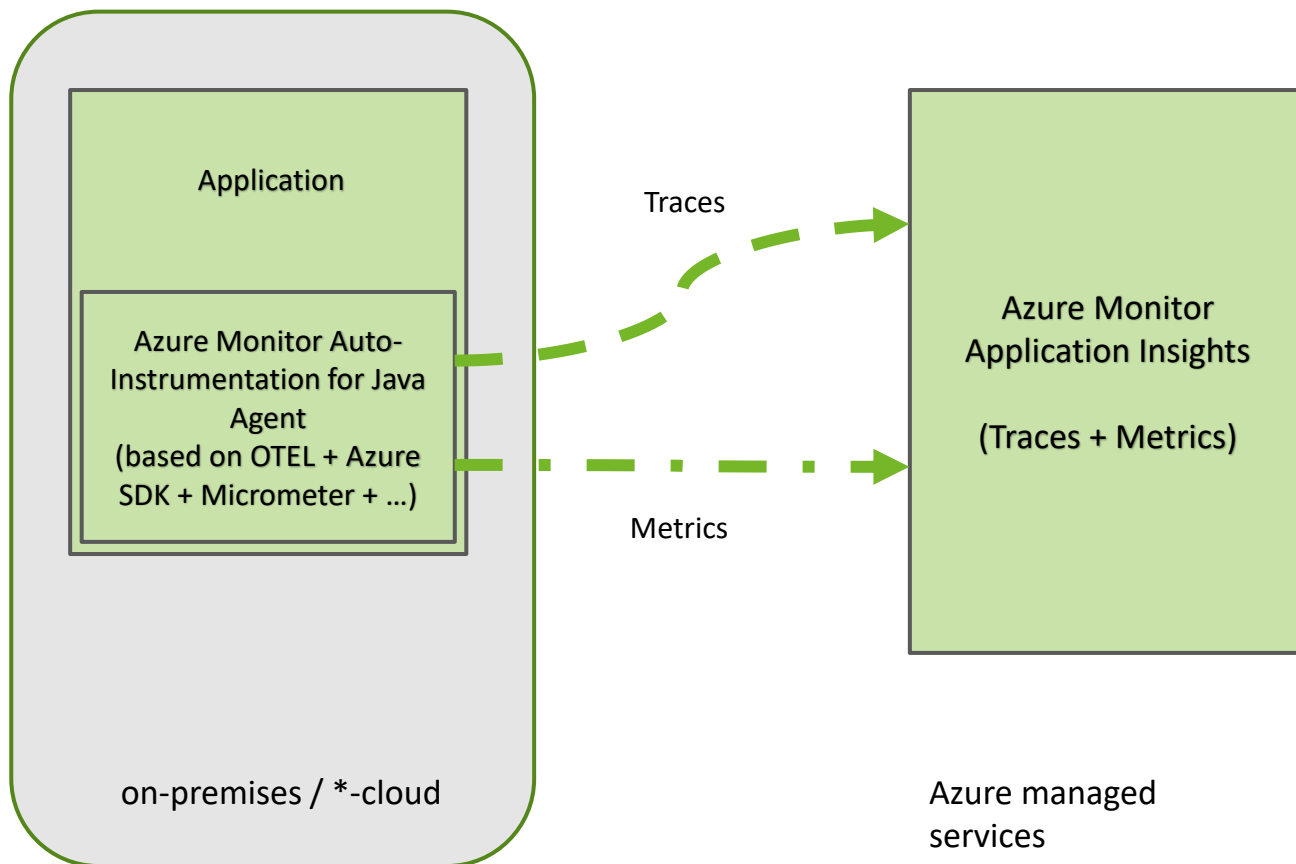 Application
Azure Monitor Auto-
Instrumentation for Java
Agent
(based on OTEL + Azure
SDK + Micrometer + …)
on-premises / *-cloud
Traces
Metrics
Azure Monitor
Application Insights
(Traces + Metrics)
Azure managed
services